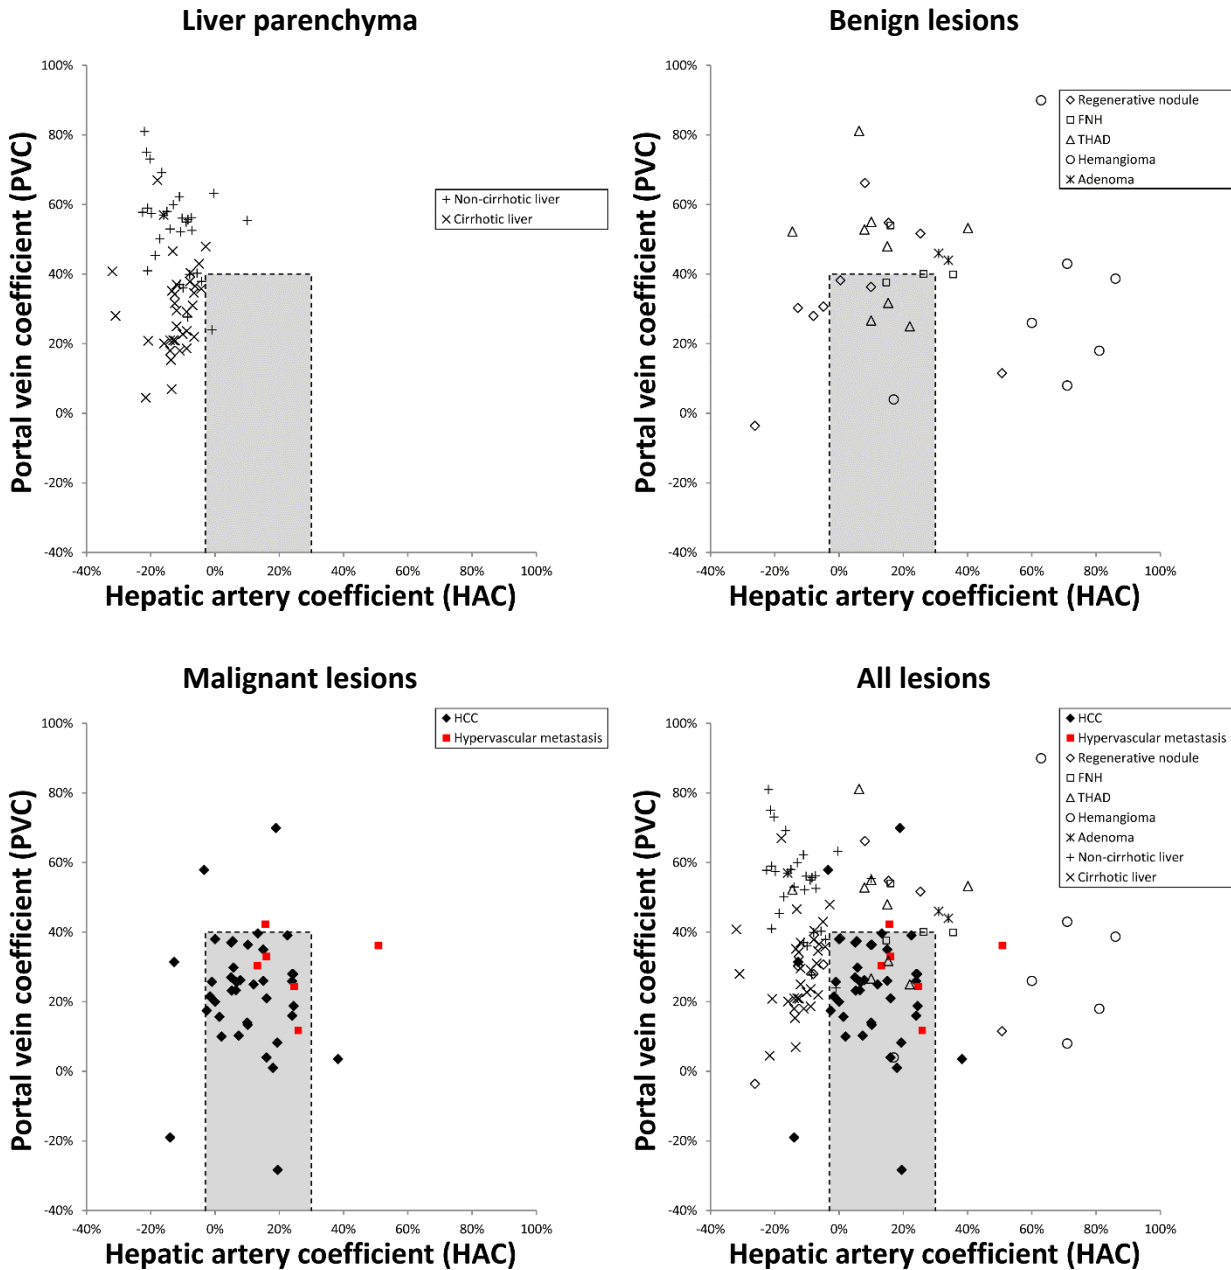 Liver parenchyma
Portal vein coefficient (PVC)
100%
80%
60%
40%
20%
0%
-20%
-40%
-40%
-20%
0%
20%
40%
60%
80%
100%
Hepatic artery coefficient (HAC)
Non-cirrhotic liver
Cirrhotic liver
Benign lesions
Portal vein coefficient (PVC)
100%
80%
60%
40%
20%
0%
-20%
-40%
-40%
-20%
0%
20%
40%
60%
80%
100%
Hepatic artery coefficient (HAC)
Regenerative nodule
FNH
THAD
Hemangioma
Adenoma
Malignant lesions
Portal vein coefficient (PVC)
100%
80%
60%
40%
20%
0%
-20%
-40%
-40%
-20%
0%
20%
40%
60%
80%
100%
Hepatic artery coefficient (HAC)
HCC
Hypervascular metastasis
All lesions
Portal vein coefficient (PVC)
100%
80%
60%
40%
20%
0%
-20%
-40%
-40%
-20%
0%
20%
40%
60%
80%
100%
Hepatic artery coefficient (HAC)
HCC
Hypervascular metastasis
Regenerative nodule
FNH
THAD
Hemangioma
Adenoma
Non-cirrhotic liver
Cirrhotic liver